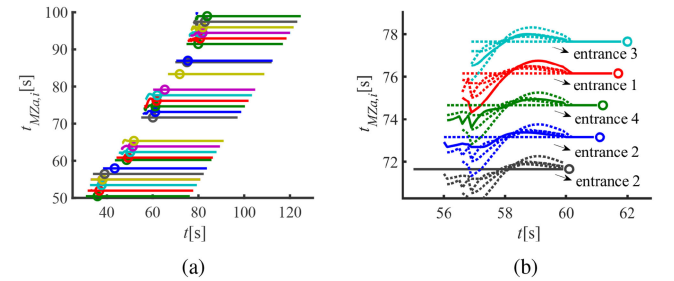 100
90
80
70
60
50
40 60 80 100 120
t_{MZa,i}[s]
t[s]
(a)
78
76
74
72
56 58 60 62
t_{MZa,i}[s]
t[s]
entrance 3
entrance 1
entrance 4
entrance 2
entrance 2
(b)